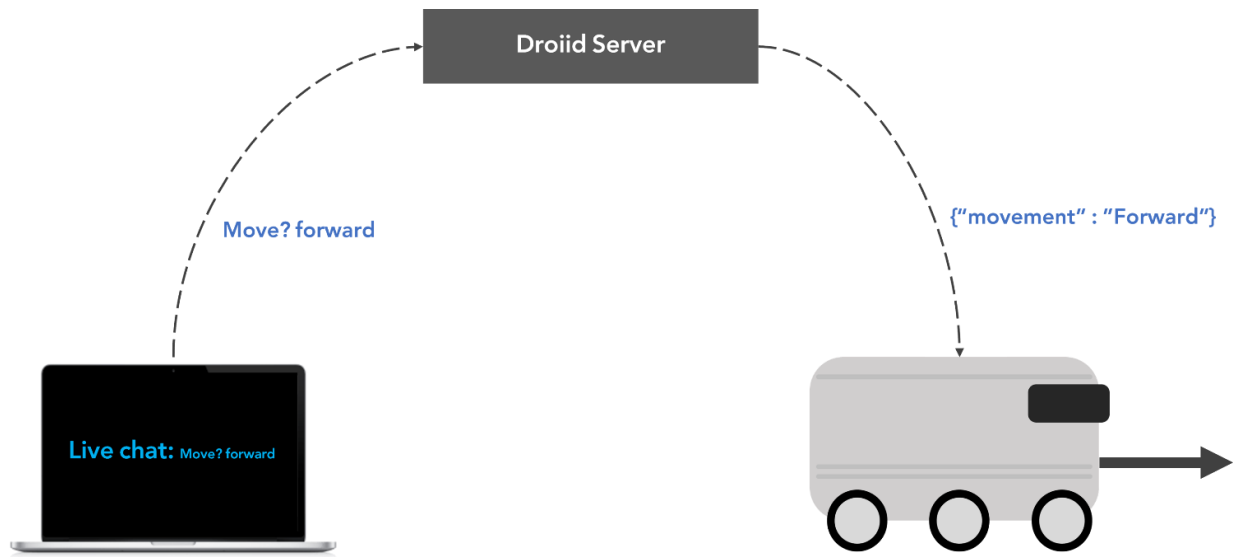 Droiid Server
Move? forward
{“movement” : ”Forward”}
Live chat: Move? forward